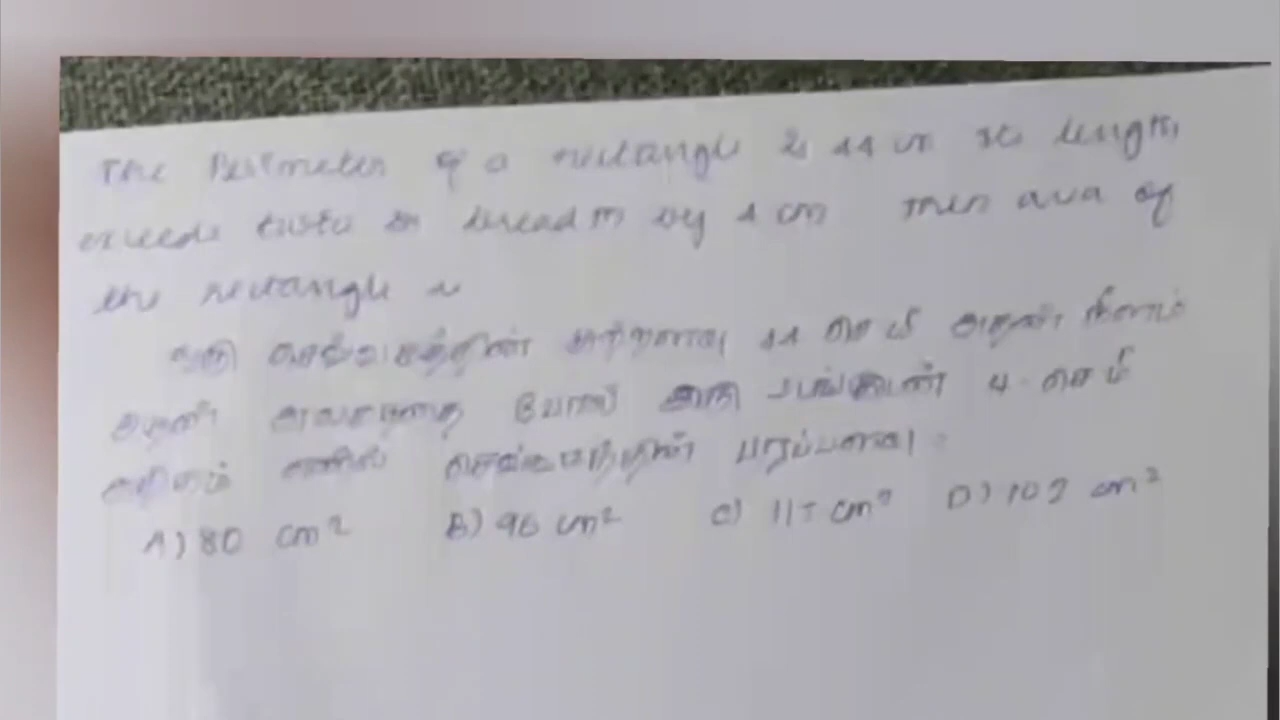 The Perimeter of a rectangle is 44 cm Its length
exceeds twice its breadth by 4 cm Then area of
the rectangle is
ஒரு செவ்வகத்தின் சுற்றளவு 44 செ மீ அதன் நீளம்
அதன் அகலத்தை போல் இரு மடங்குடன் 4 செ மீ
அதிகம் எனில் செவ்வகத்தின் பரப்பளவு
A) 80 cm²
B) 96 cm²
C) cm²
D) 102 cm²